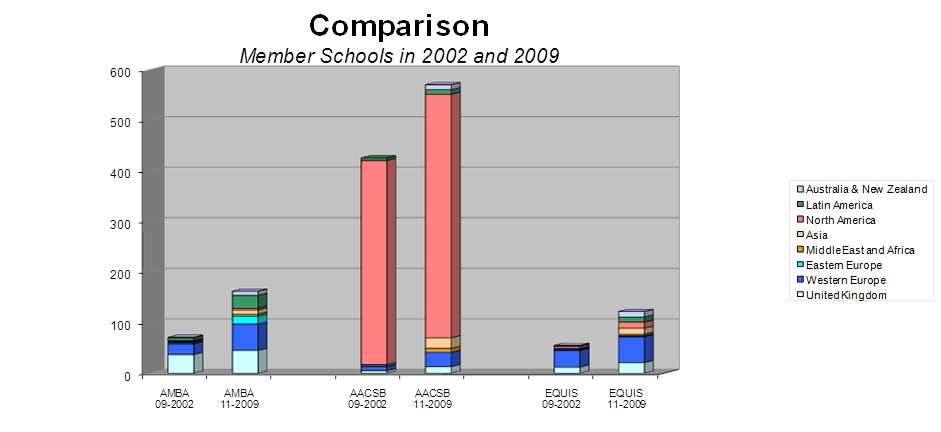 Comparison
Member Schools in 2002 and 2009
600
500
400
300
200
100
0
AMBA
09-2002
AMBA
11-2009
AACSB
09-2002
AACSB
11-2009
EQUIS
09-2002
EQUIS
11-2009
Australia & New Zealand
Latin America
North America
Asia
Middle East and Africa
Eastern Europe
Western Europe
United Kingdom